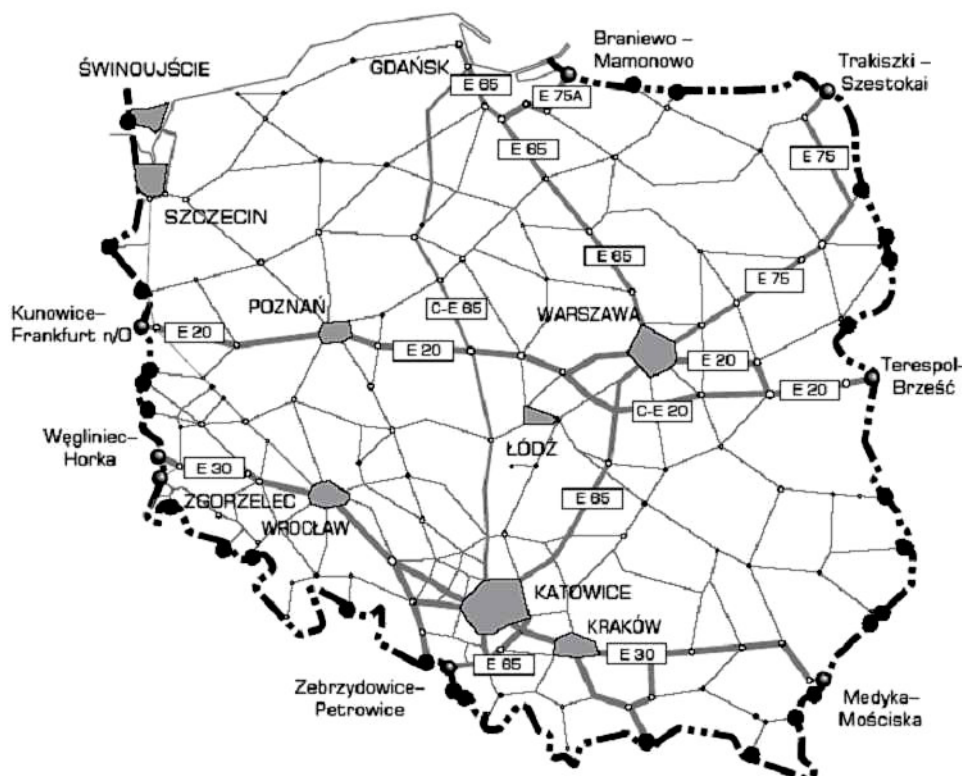 Braniewo –
Mamonowo
Trakiszki –
Szestokai
ŚWINOUJŚCIE
GDAŃSK
E 65
E 75A
E 65
E 75
SZCZECIN
E 65
E 75
POZNAŃ
C-E 65
WARSZAWA
Kunowice-
Frankfurt n/O
E 20
E 20
E 20
E 20
Terespol-
Brześć
C-E 20
ŁÓDŹ
Węgliniec-
Horka
E 30
ZGORZELEC
E 65
WROCŁAW
KATOWICE
KRAKÓW
E 65
E 30
Zebrzydowice-
Petrowice
Medyka-
Mościska